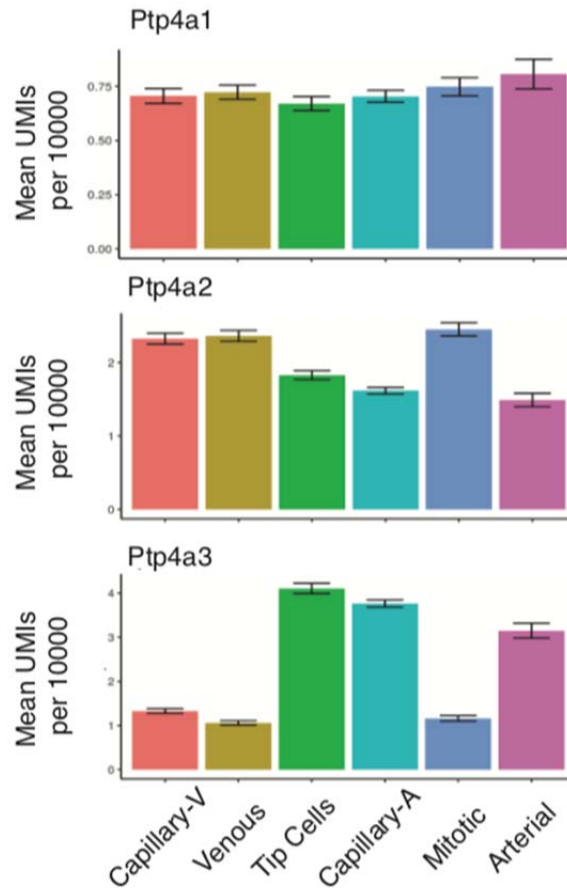 Ptp4a1
Mean UMIs
per 10000
0.75
0.50
0.25
0.00
Ptp4a2
Mean UMIs
per 10000
2
1
0
Ptp4a3
Mean UMIs
per 10000
4
3
2
1
0
Capillary-V
Venous
Tip Cells
Capillary-A
Mitotic
Arterial